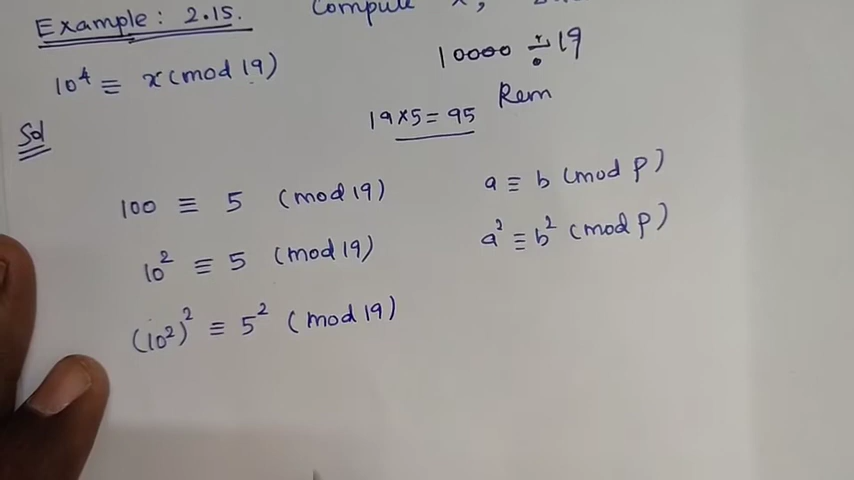 Example: 2.15. Compute x,
10⁴ ≡ x(mod 19)
10000 ÷ 19
Sol
19×5 = 95 Rem
100 ≡ 5 (mod 19)
a ≡ b (mod p)
10² ≡ 5 (mod 19)
a² ≡ b² (mod p)
(10²)² ≡ 5² (mod 19)